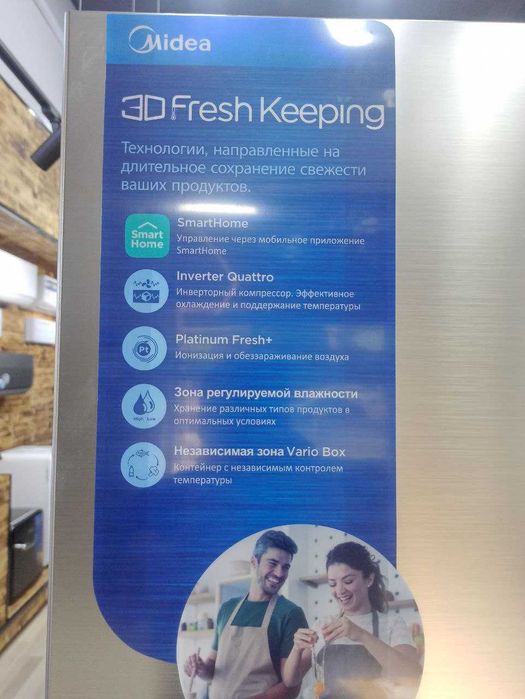 Midea
3D Fresh Keeping
Технологии, направленные на
длительное сохранение свежести
ваших продуктов.
Smart
Home
SmartHome
Управление через мобильное приложение
SmartHome
Inverter Quattro
Инверторный компрессор. Эффективное
охлаждение и поддержание температуры
Pt
Platinum Fresh+
Ионизация и обеззараживание воздуха
High Low
Зона регулируемой влажности
Хранение различных типов продуктов в
оптимальных условиях
Независимая зона Vario Box
Контейнер с независимым контролем
температуры